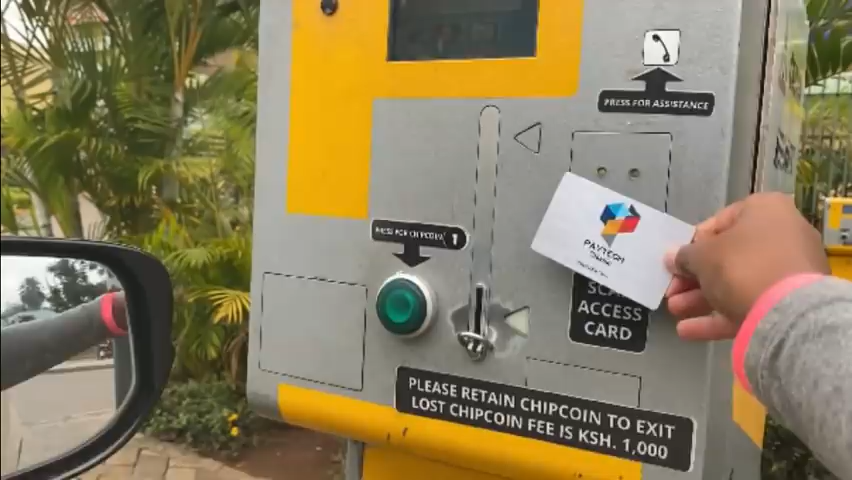 PRESS FOR ASSISTANCE
PRESS FOR CHIPCOIN 1
PAYTECH
SCAN
ACCESS
CARD
PLEASE RETAIN CHIPCOIN TO EXIT
LOST CHIPCOIN FEE IS KSH. 1,000